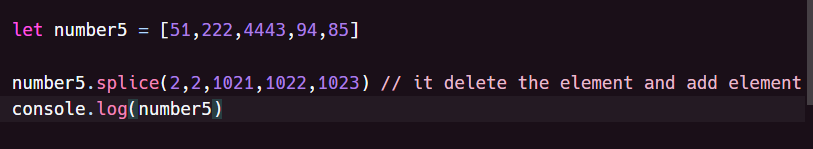 let number5 = [51,222,4443,94,85]
number5.splice(2,2,1021,1022,1023) // it delete the element and add element
console.log(number5)